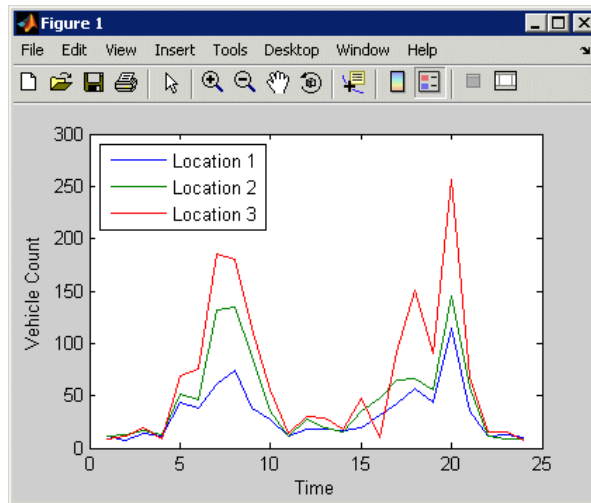 Figure 1
File Edit View Insert Tools Desktop Window Help
300
250
200
150
100
50
0
Vehicle Count
Location 1
Location 2
Location 3
0 5 10 15 20 25
Time